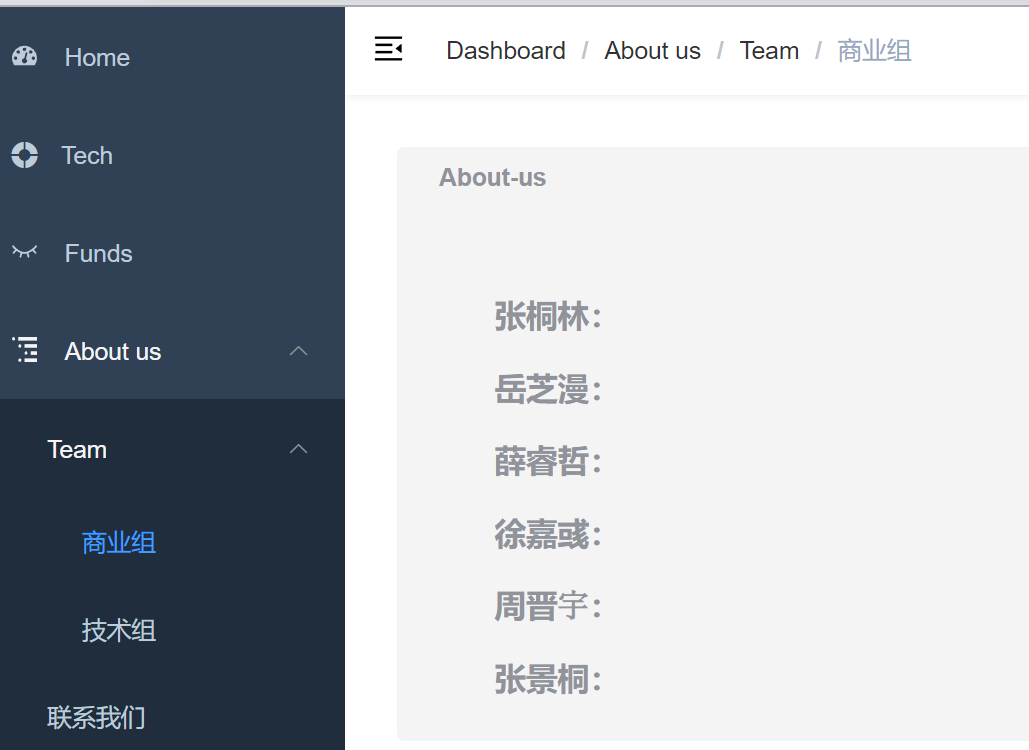 Home
Tech
Funds
About us
Team
商业组
技术组
联系我们
Dashboard / About us / Team / 商业组
About-us
张桐林：
岳芝漫：
薛睿哲：
徐嘉彧：
周晋宇：
张景桐：